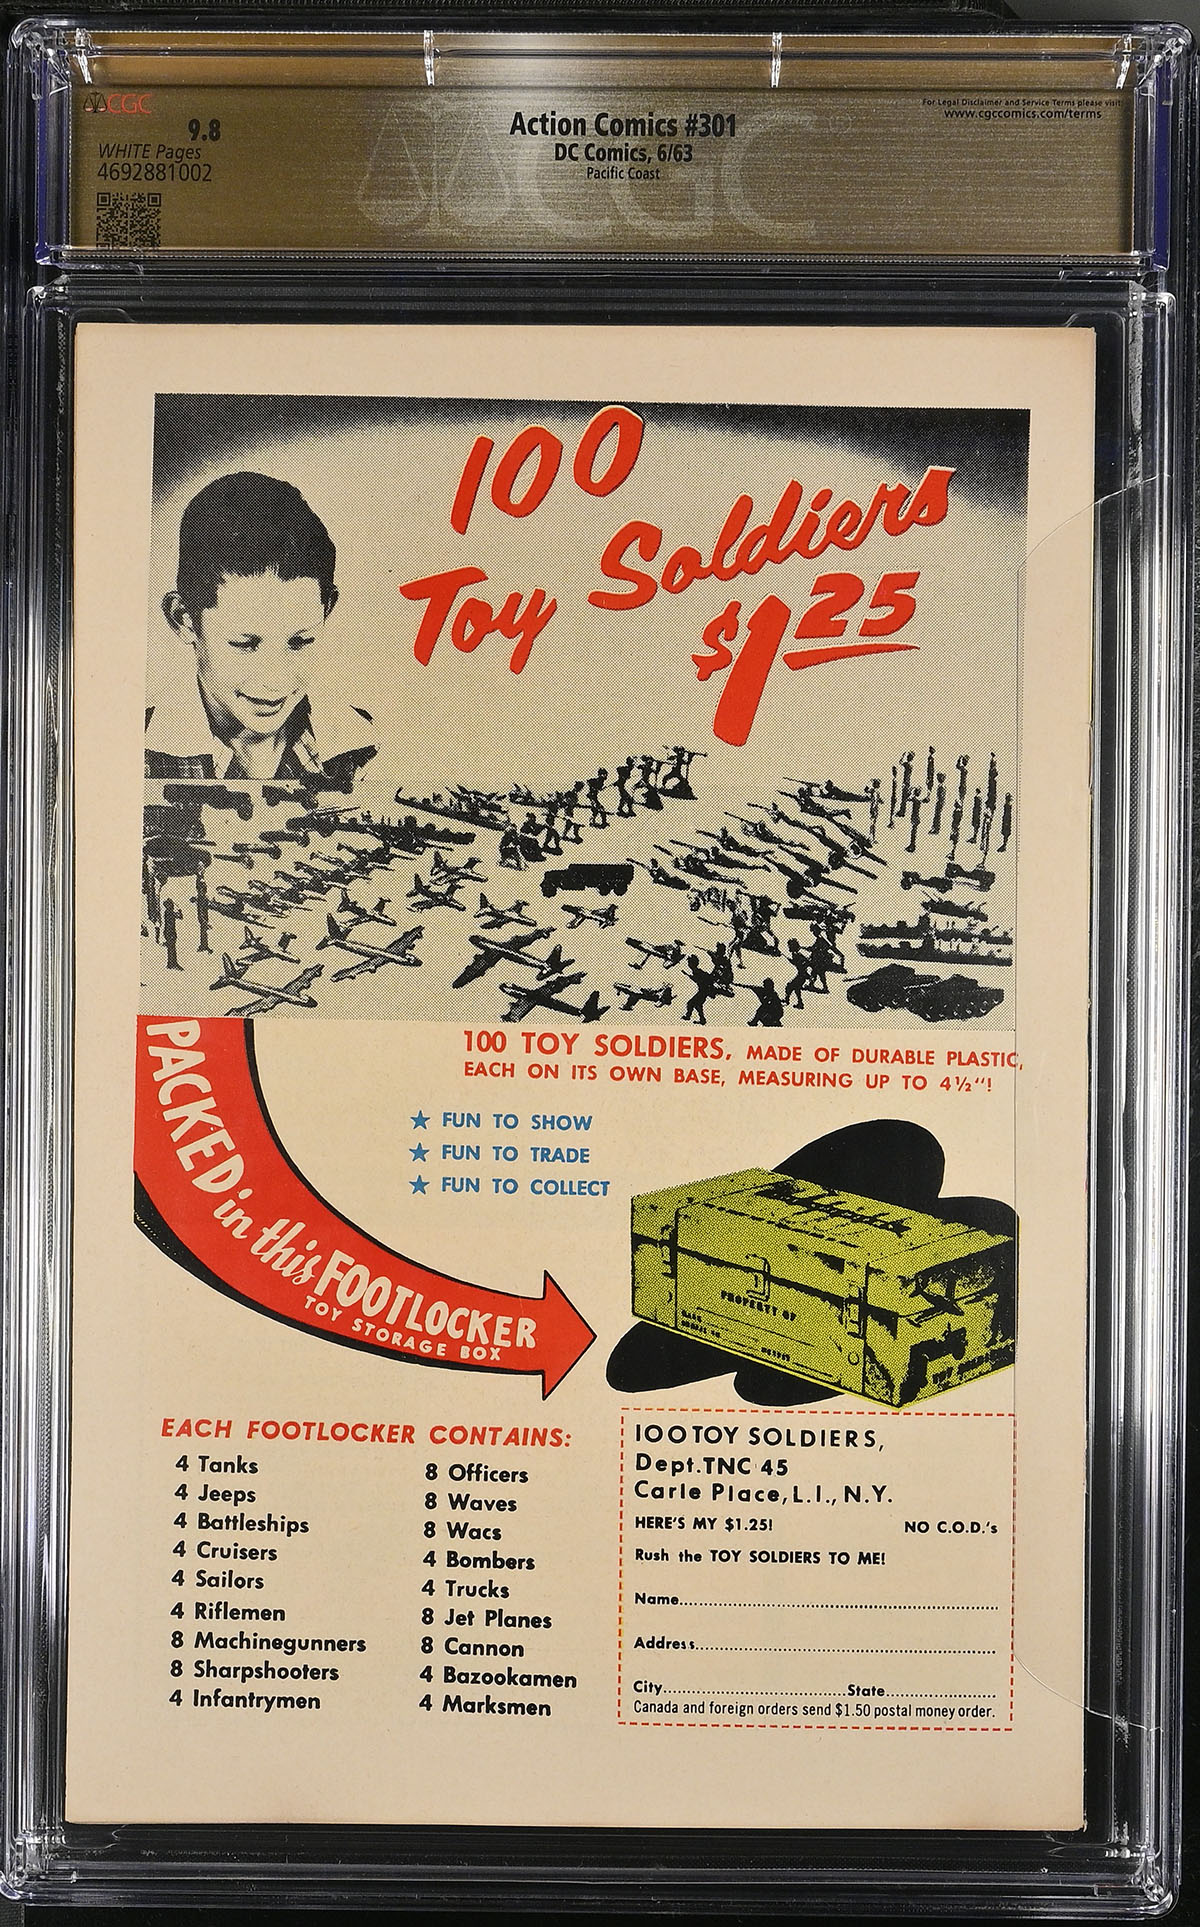 CGC
9.8
WHITE Pages
4692881002
Action Comics #301
DC Comics, 6/63
Pacific Coast
For Legal Disclaimer and Service Terms please visit
www.cgccomics.com/terms
CGC
100
Toy Soldiers
$1 25
100 TOY SOLDIERS, MADE OF DURABLE PLASTIC,
EACH ON ITS OWN BASE, MEASURING UP TO 4½"!
★ FUN TO SHOW
★ FUN TO TRADE
★ FUN TO COLLECT
PACKED in this FOOTLOCKER
TOY STORAGE BOX
PROPERTY OF
EACH FOOTLOCKER CONTAINS:
4 Tanks
4 Jeeps
4 Battleships
4 Cruisers
4 Sailors
4 Riflemen
8 Machinegunners
8 Sharpshooters
4 Infantrymen
8 Officers
8 Waves
8 Wacs
4 Bombers
4 Trucks
8 Jet Planes
8 Cannon
4 Bazookamen
4 Marksmen
100 TOY SOLDIERS,
Dept. TNC 45
Carle Place, L.I., N.Y.
HERE'S MY $1.25! NO C.O.D.'s
Rush the TOY SOLDIERS TO ME!
Name
Address
City State
Canada and foreign orders send $1.50 postal money order.